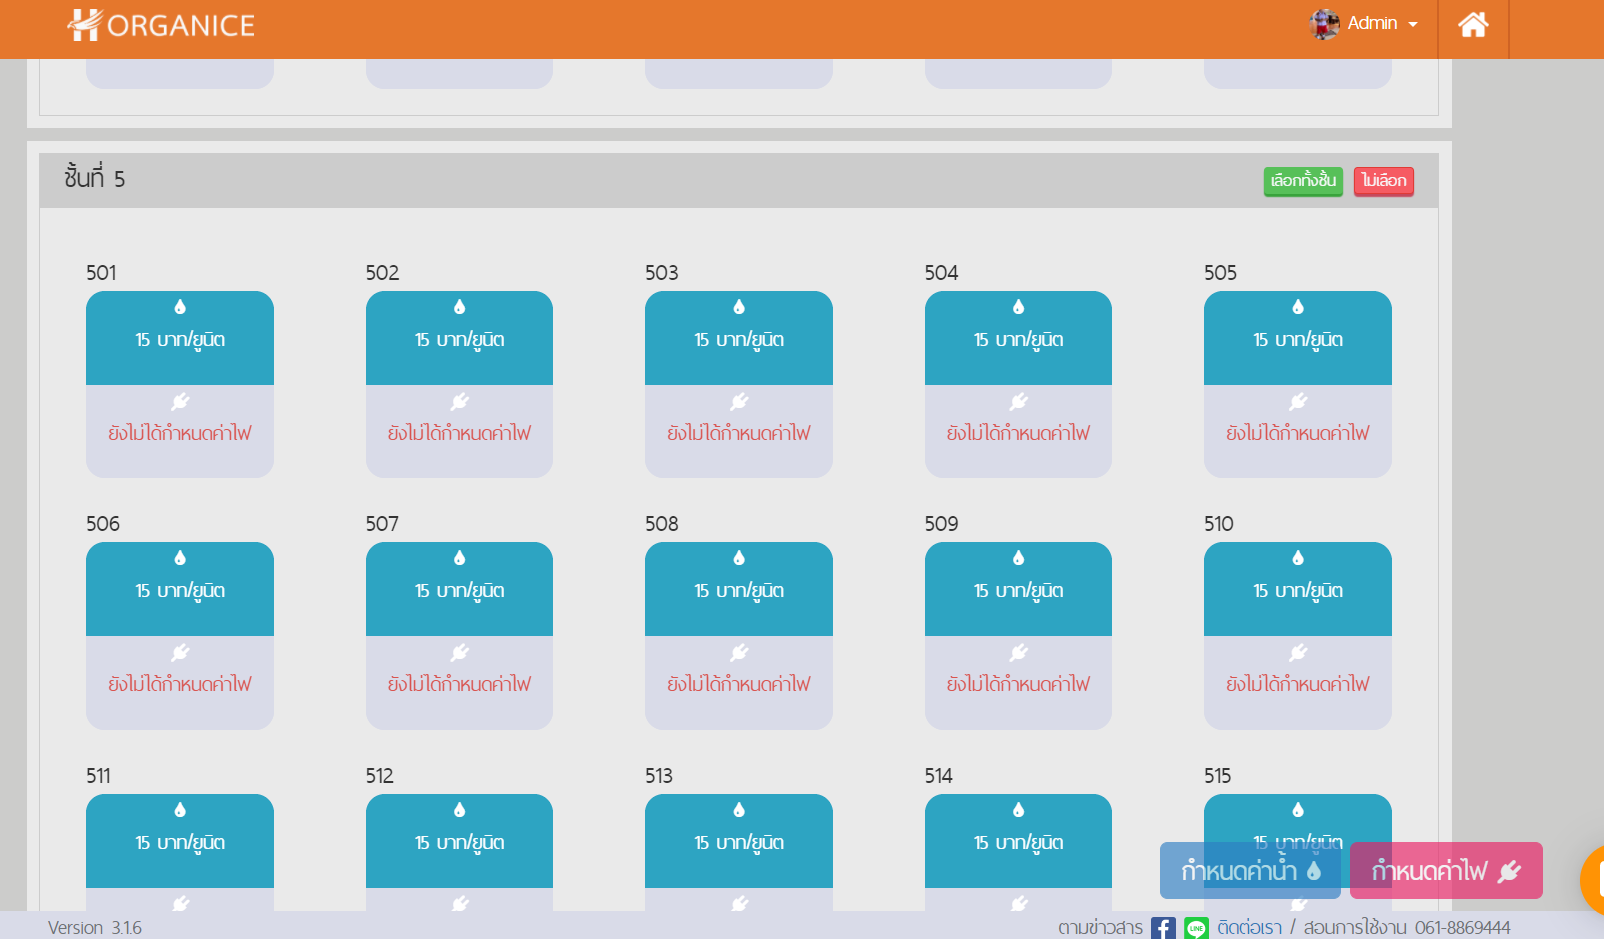 HORGANICE
Admin
ชั้นที่ 5
เลือกทั้งชั้น ไม่เลือก
501 502 503 504 505
15 บาท/ยูนิต 15 บาท/ยูนิต 15 บาท/ยูนิต 15 บาท/ยูนิต 15 บาท/ยูนิต
ยังไม่ได้กำหนดค่าไฟ ยังไม่ได้กำหนดค่าไฟ ยังไม่ได้กำหนดค่าไฟ ยังไม่ได้กำหนดค่าไฟ ยังไม่ได้กำหนดค่าไฟ
506 507 508 509 510
15 บาท/ยูนิต 15 บาท/ยูนิต 15 บาท/ยูนิต 15 บาท/ยูนิต 15 บาท/ยูนิต
ยังไม่ได้กำหนดค่าไฟ ยังไม่ได้กำหนดค่าไฟ ยังไม่ได้กำหนดค่าไฟ ยังไม่ได้กำหนดค่าไฟ ยังไม่ได้กำหนดค่าไฟ
511 512 513 514 515
15 บาท/ยูนิต 15 บาท/ยูนิต 15 บาท/ยูนิต 15 บาท/ยูนิต 15 บาท/ยูนิต
กำหนดค่าน้ำ กำหนดค่าไฟ
Version 3.1.6 ตามข่าวสาร LINE ติดต่อเรา / สอนการใช้งาน 061-8869444